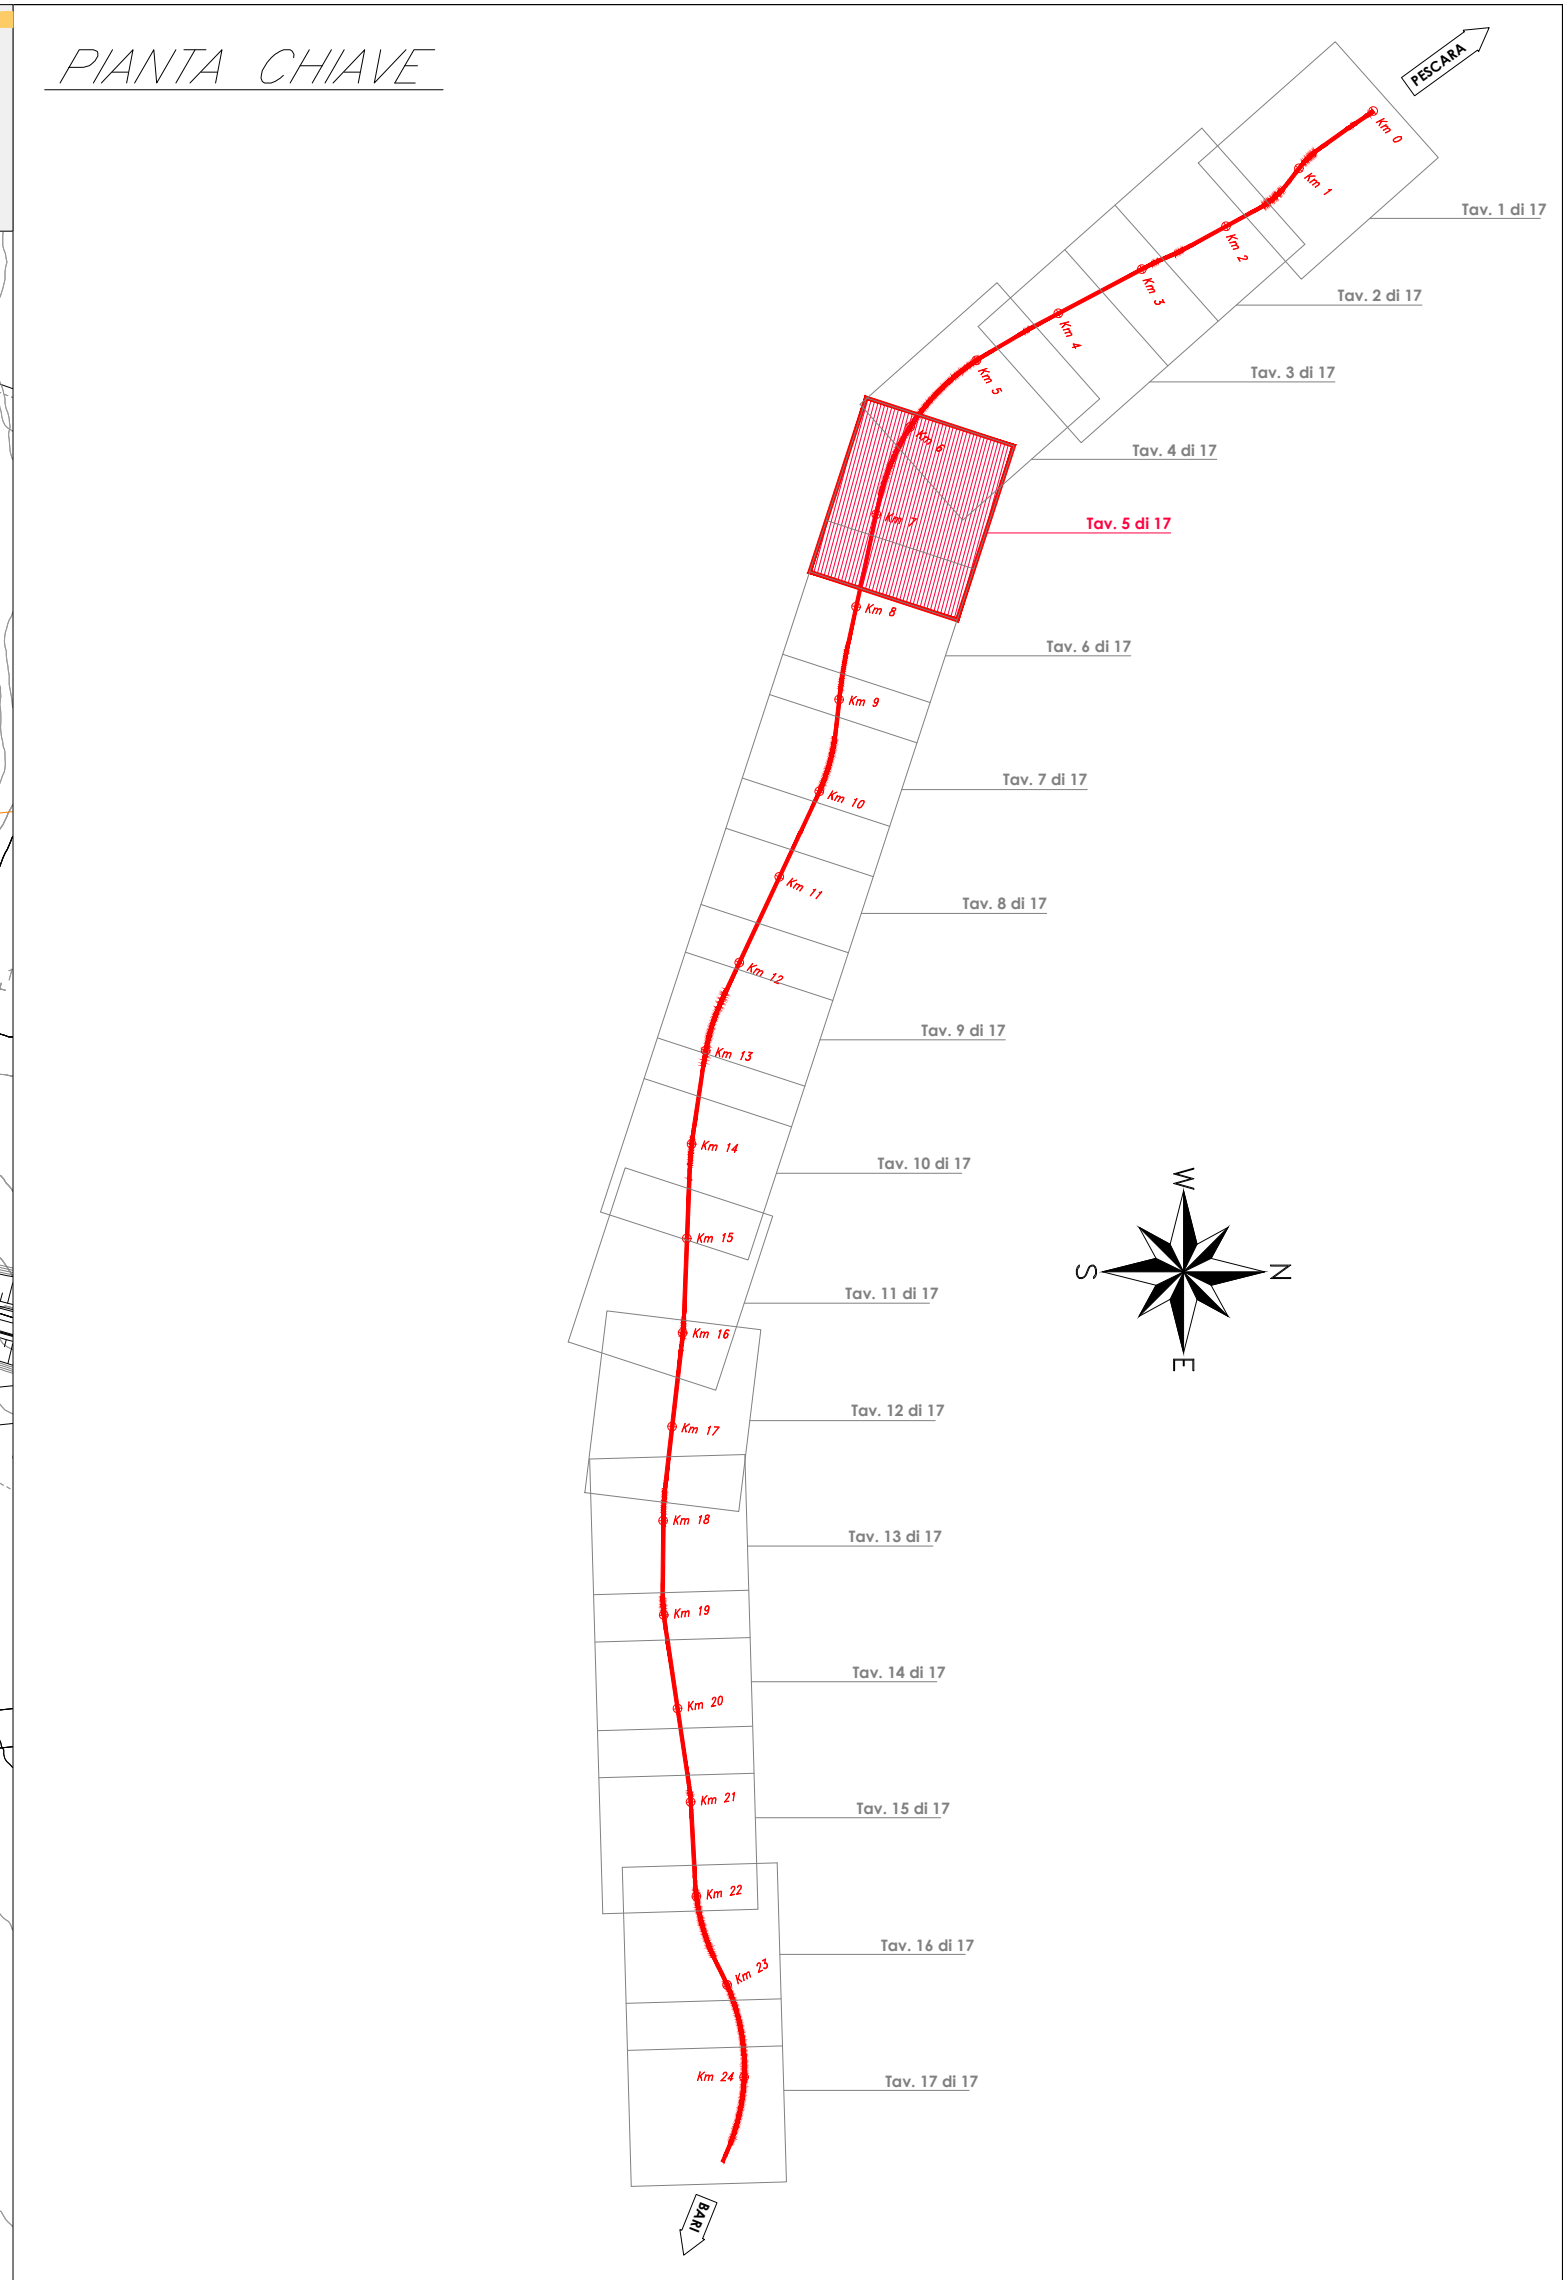 PIANTA CHIAVE
PESCARA
Km 0
Km 1
Tav. 1 di 17
Km 2
Km 3
Tav. 2 di 17
Km 4
Km 5
Tav. 3 di 17
Km 6
Tav. 4 di 17
Km 7
Tav. 5 di 17
Km 8
Tav. 6 di 17
Km 9
Tav. 7 di 17
Km 10
Km 11
Tav. 8 di 17
Km 12
Tav. 9 di 17
Km 13
Km 14
Tav. 10 di 17
W
Km 15
S
N
Tav. 11 di 17
Km 16
E
Tav. 12 di 17
Km 17
Km 18
Tav. 13 di 17
Km 19
Tav. 14 di 17
Km 20
Km 21
Tav. 15 di 17
Km 22
Tav. 16 di 17
Km 23
Km 24
Tav. 17 di 17
BARI